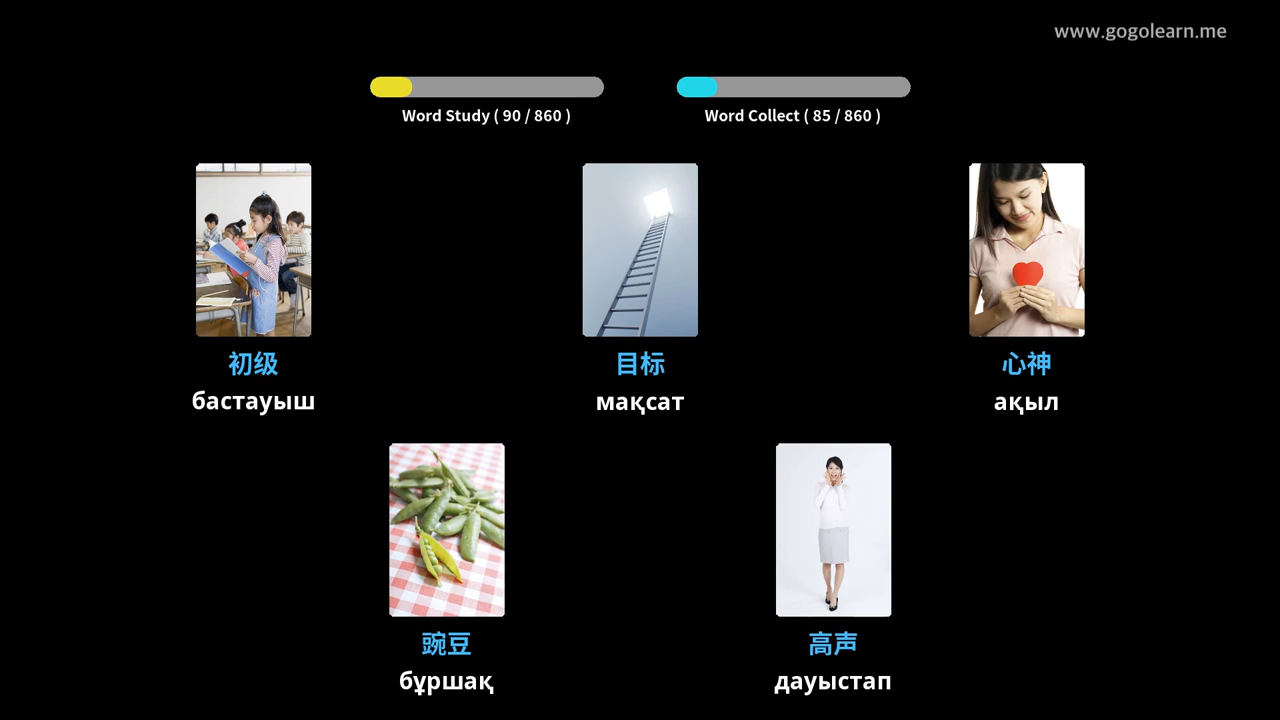 www.gogolearn.me
Word Study ( 90 / 860 )
Word Collect ( 85 / 860 )
初级
бастауыш
目标
мақсат
心神
ақыл
豌豆
бұршақ
高声
дауыстап